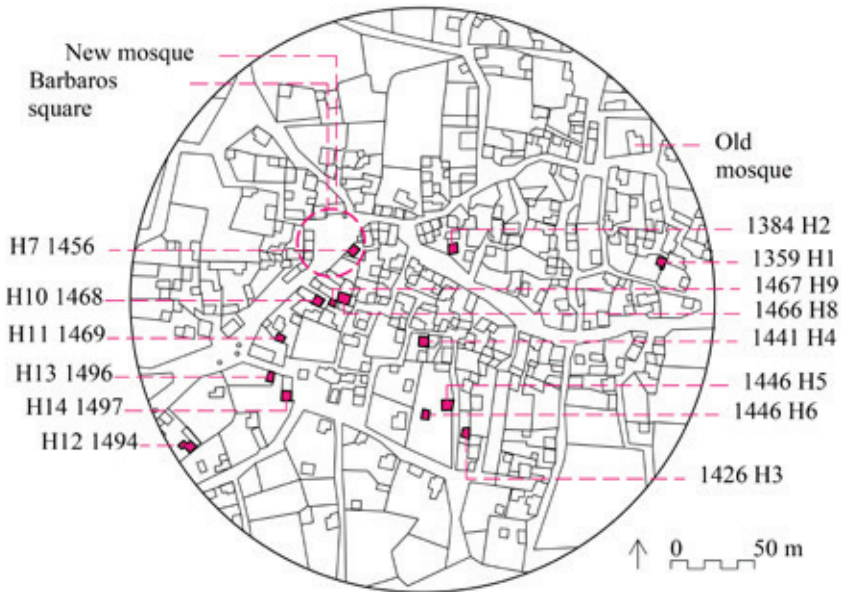 New mosque
Barbaros
square
Old
mosque
H7 1456
1384 H2
1359 H1
1467 H9
H10 1468
1466 H8
H11 1469
1441 H4
H13 1496
1446 H5
H14 1497
1446 H6
H12 1494
1426 H3
0 50 m